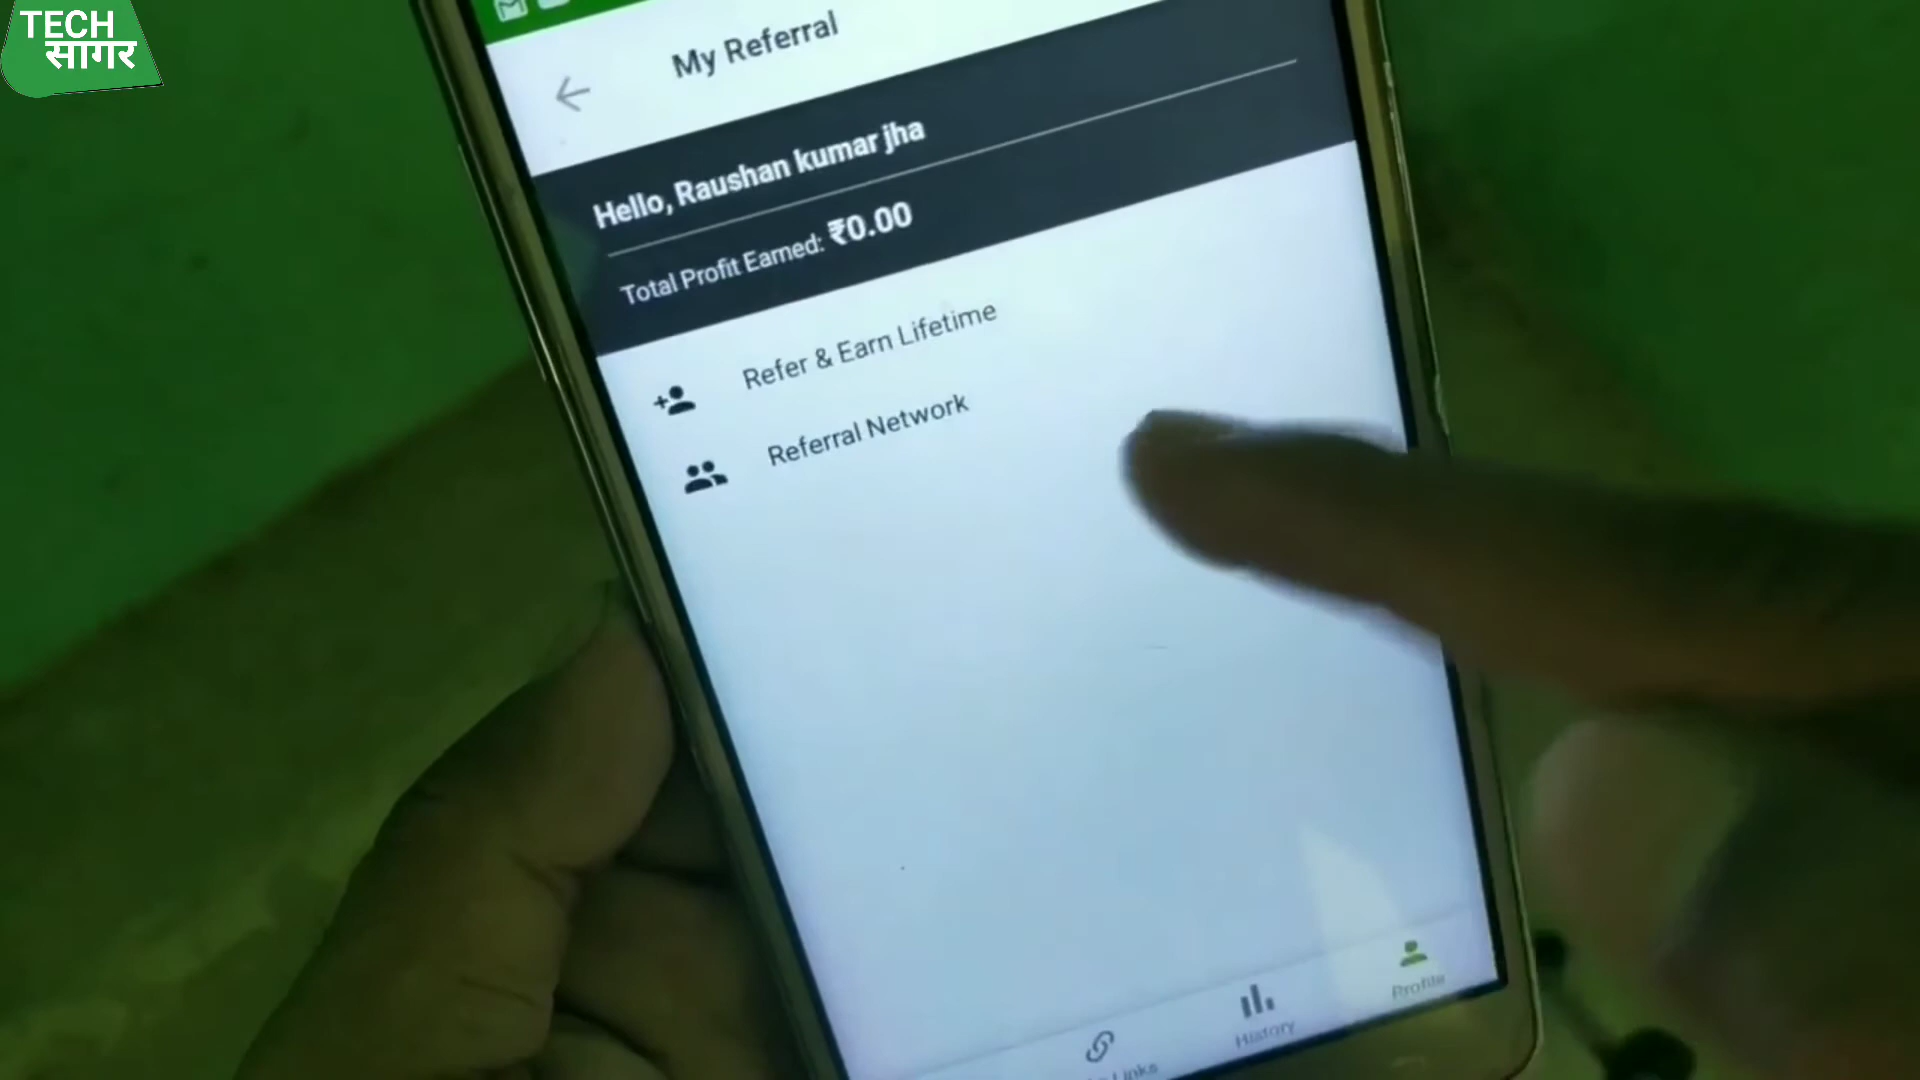 TECH
सागर
My Referral
Hello, Raushan kumar jha
Total Profit Earned: ₹0.00
Refer & Earn Lifetime
Referral Network
Links
History
Profile